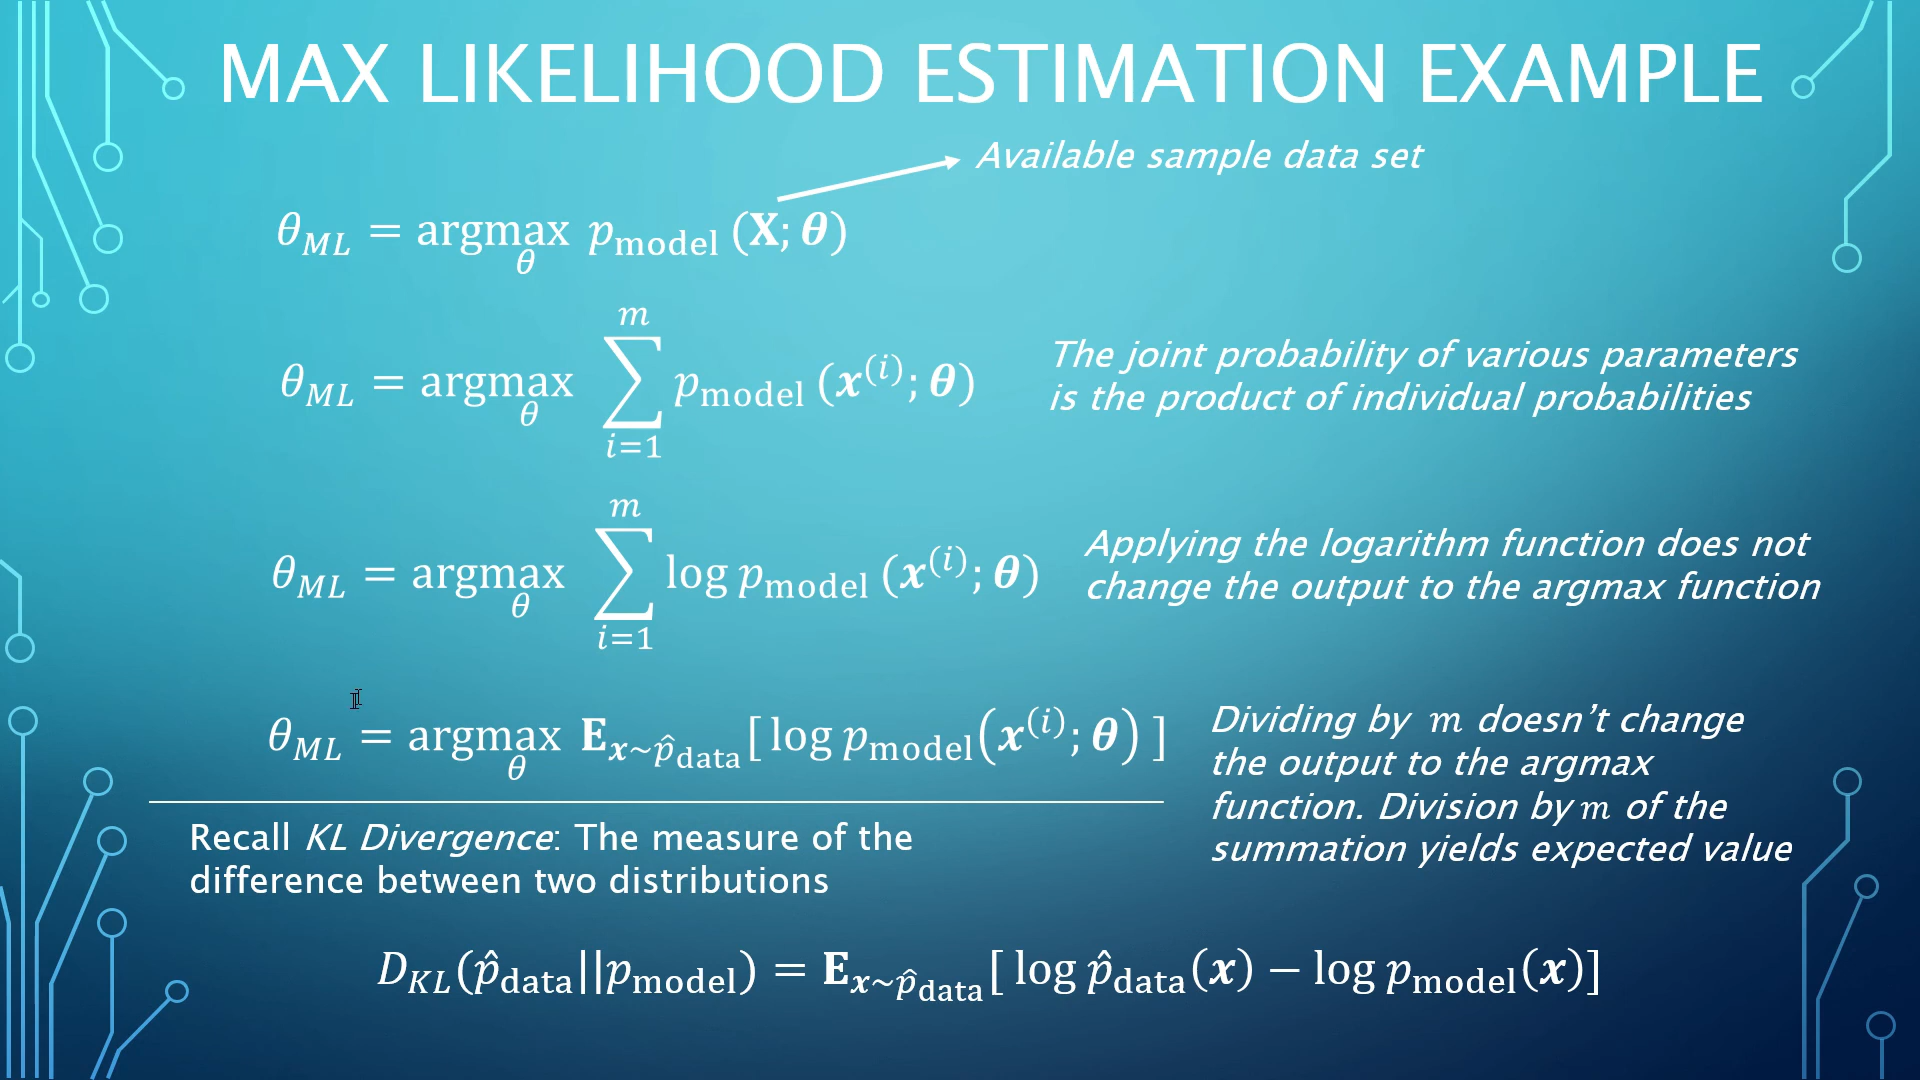 MAX LIKELIHOOD ESTIMATION EXAMPLE
Available sample data set
θ_ML = argmax_θ p_model (X; θ)
θ_ML = argmax_θ ∑_{i=1}^{m} p_model (x^(i); θ)
The joint probability of various parameters
is the product of individual probabilities
θ_ML = argmax_θ ∑_{i=1}^{m} log p_model (x^(i); θ)
Applying the logarithm function does not
change the output to the argmax function
θ_ML = argmax_θ E_{x~p̂_data} [ log p_model(x^(i); θ) ]
Dividing by m doesn’t change
the output to the argmax
function. Division by m of the
summation yields expected value
Recall KL Divergence: The measure of the
difference between two distributions
D_KL(p̂_data||p_model) = E_{x~p̂_data} [ log p̂_data(x) − log p_model(x)]